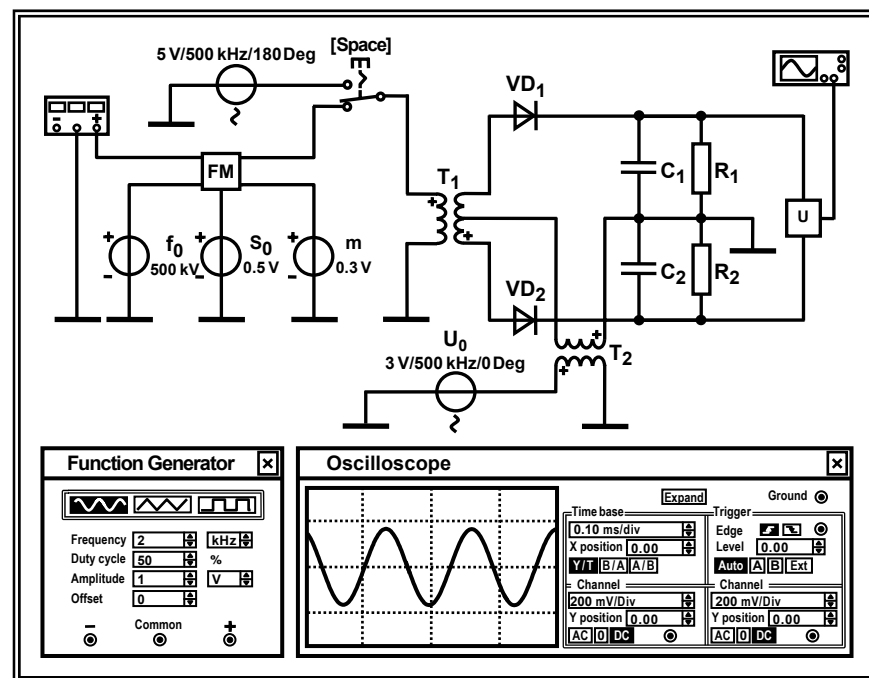 [Space]
5 V/500 kHz/180 Deg
VD1
- +
FM
T1
C1
R1
U
+ f0
- 500 kV
+ S0
- 0.5 V
+ m
- 0.3 V
+
+
C2
R2
VD2
U0
3 V/500 kHz/0 Deg
+
+
T2
Function Generator
Frequency 2 kHz
Duty cycle 50 %
Amplitude 1 V
Offset 0
- Common +
Oscilloscope
Expand
Ground
Time base
0.10 ms/div
X position 0.00
Y/T B/A A/B
Trigger
Edge
Level 0.00
Auto A B Ext
Channel
200 mV/Div
Y position 0.00
AC 0 DC
Channel
200 mV/Div
Y position 0.00
AC 0 DC